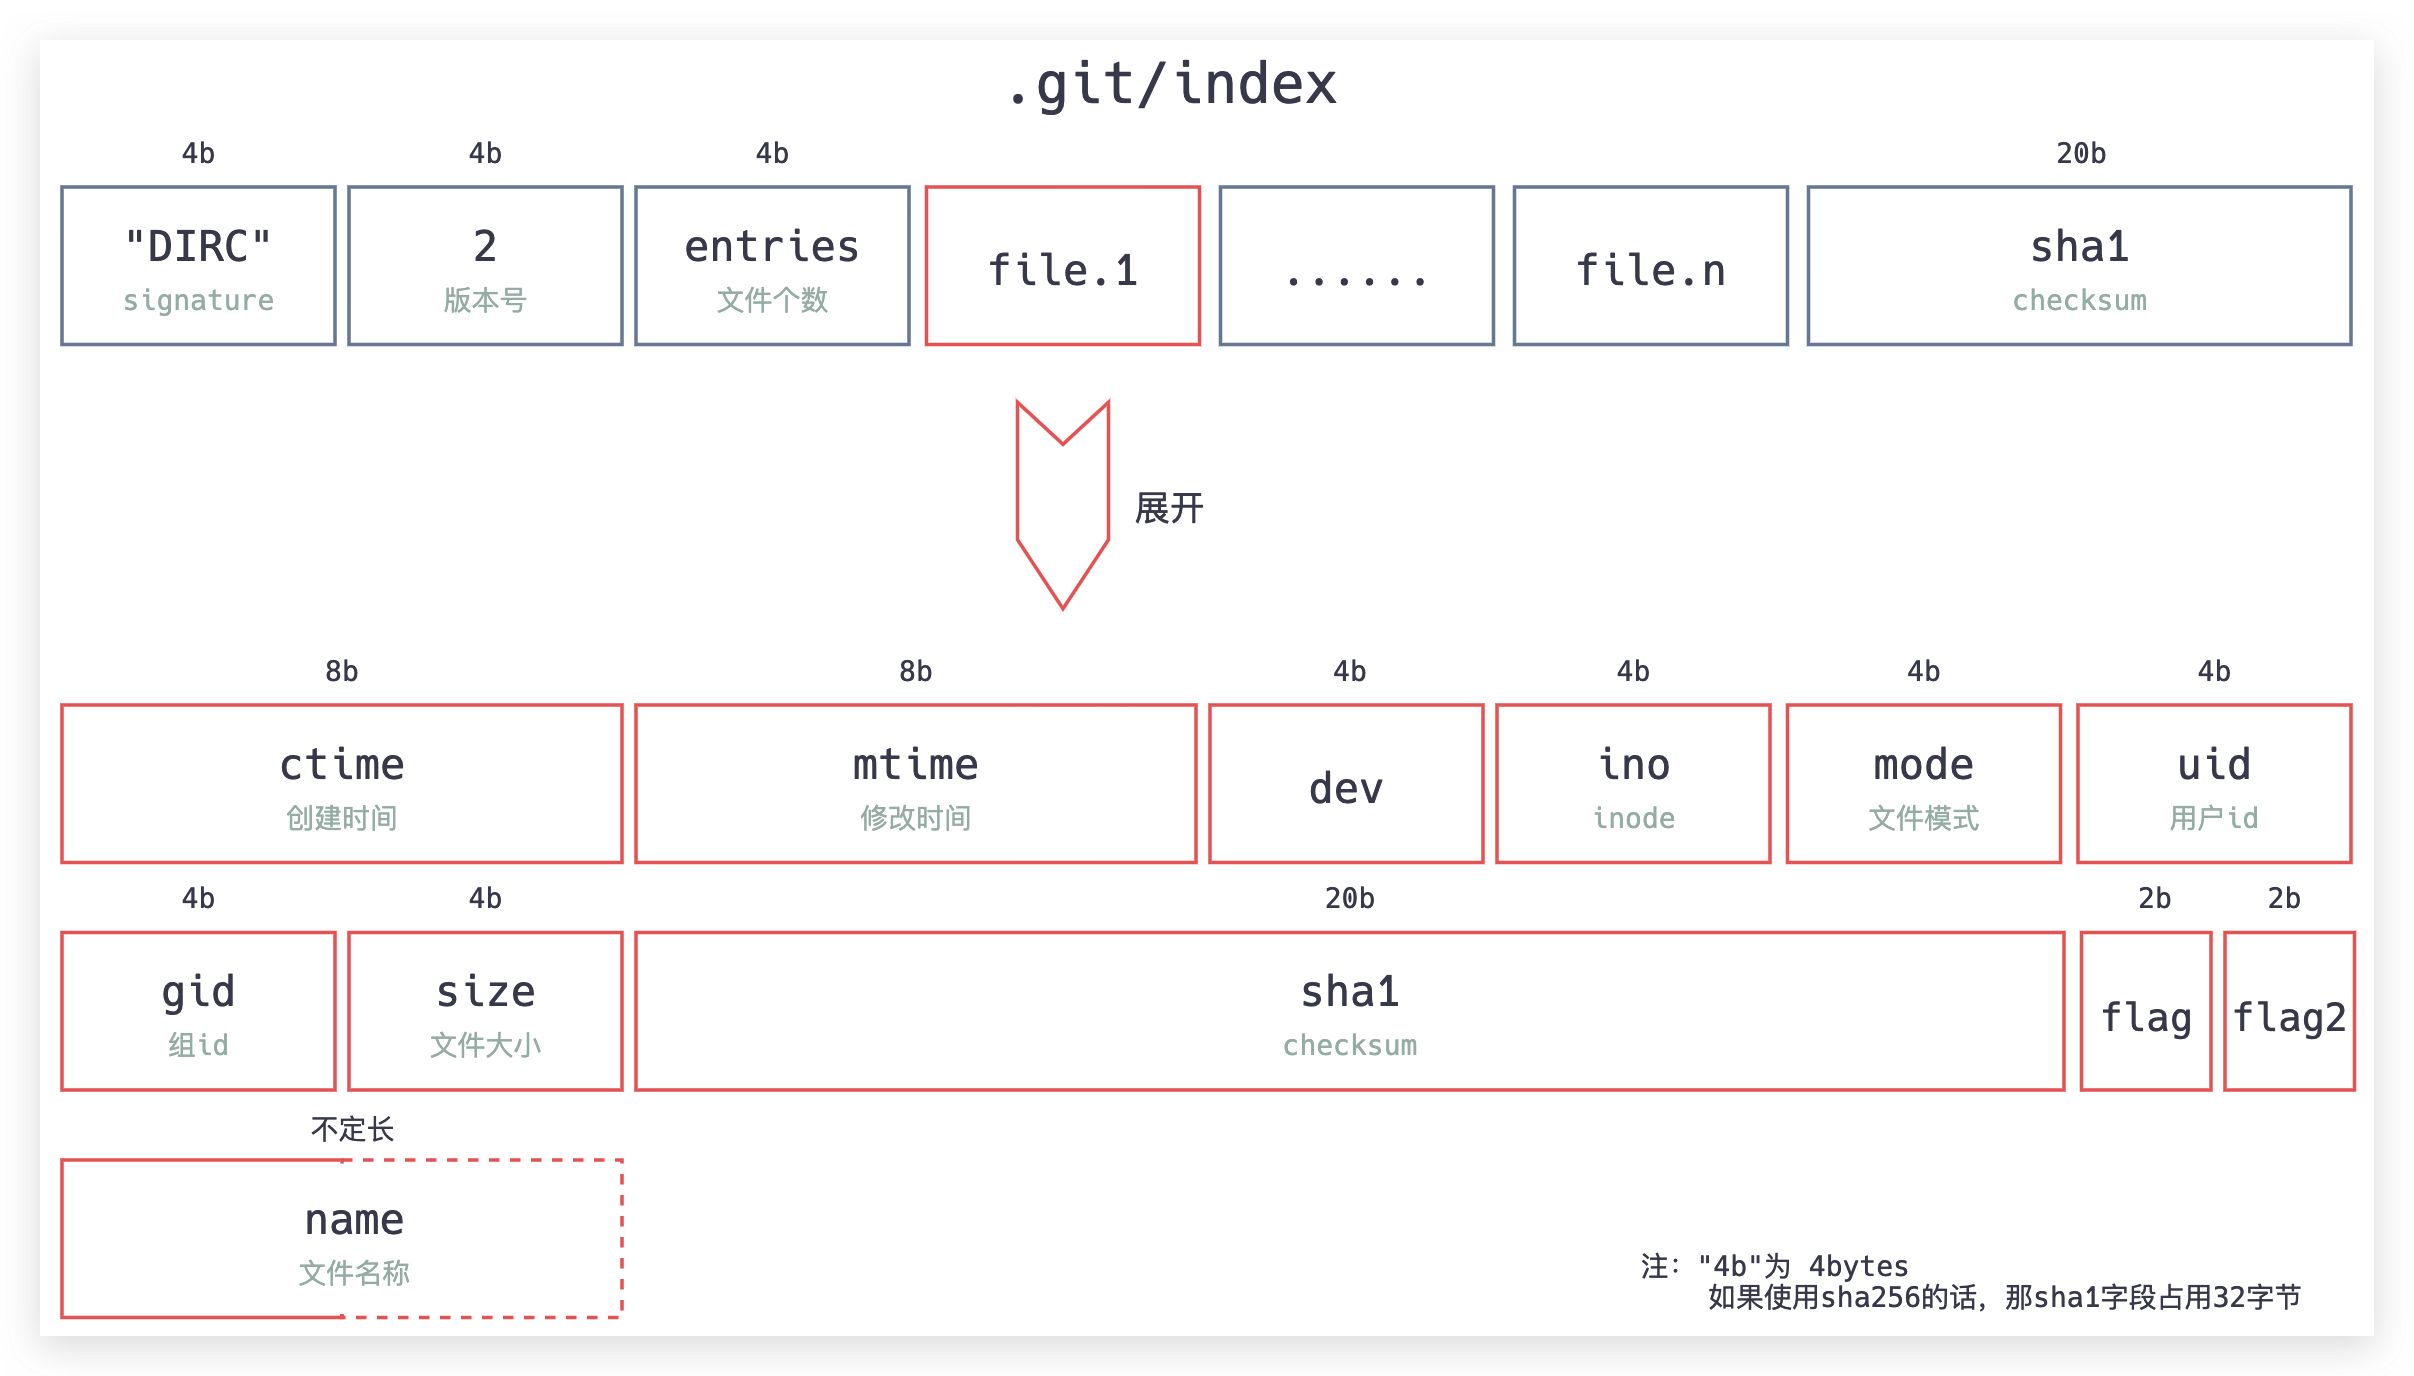 .git/index
4b 4b 4b 20b
"DIRC" 2 entries file.1 ...... file.n sha1
signature 版本号 文件个数 checksum
展开
8b 8b 4b 4b 4b 4b
ctime mtime dev ino mode uid
创建时间 修改时间 inode 文件模式 用户id
4b 4b 20b 2b 2b
gid size sha1 flag flag2
组id 文件大小 checksum
不定长
name
文件名称
注："4b"为 4bytes
如果使用sha256的话，那sha1字段占用32字节